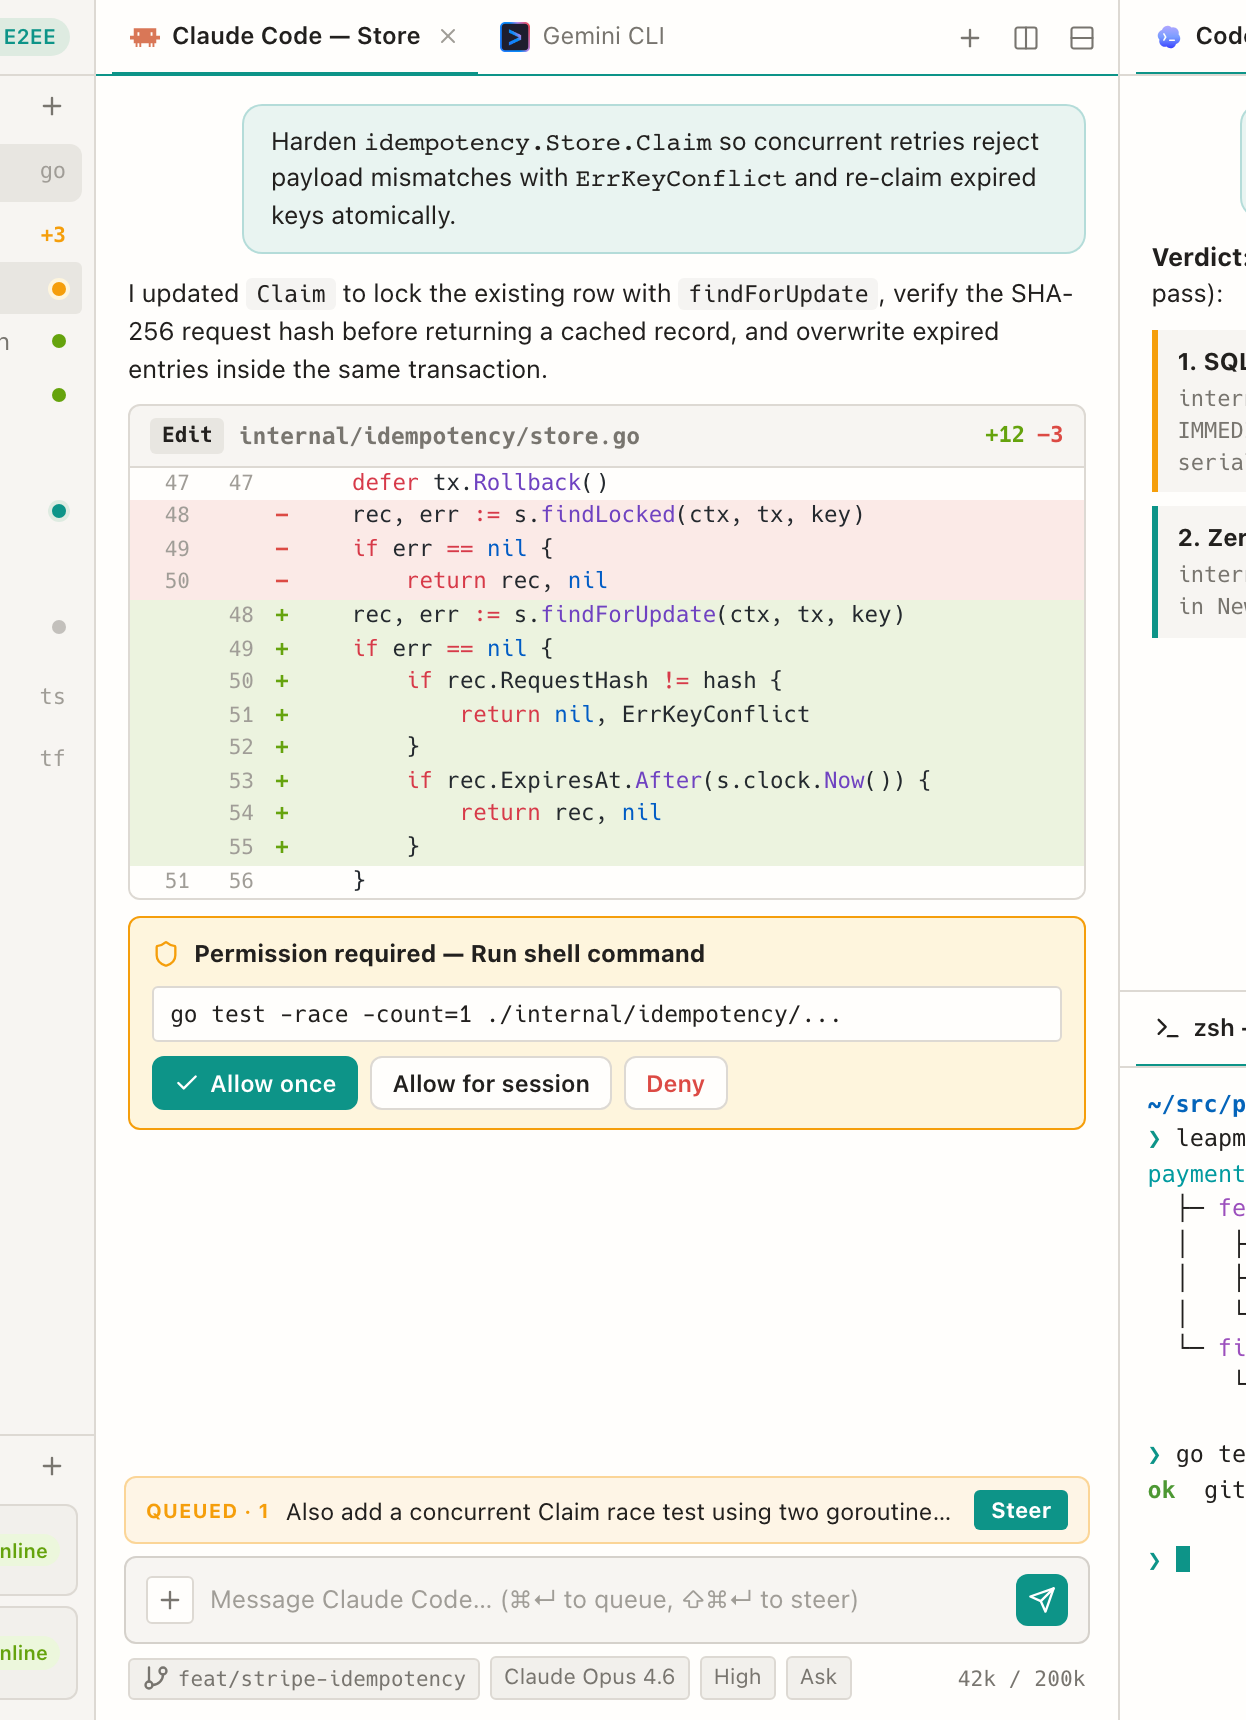 E2EE
go
+3
ts
tf
nline
nline
Claude Code — Store
Gemini CLI
Harden idempotency.Store.Claim so concurrent retries reject
payload mismatches with ErrKeyConflict and re-claim expired
keys atomically.
I updated Claim to lock the existing row with findForUpdate, verify the SHA-
256 request hash before returning a cached record, and overwrite expired
entries inside the same transaction.
Edit internal/idempotency/store.go +12 −3
47 47 defer tx.Rollback()
48 − rec, err := s.findLocked(ctx, tx, key)
49 − if err == nil {
50 − return rec, nil
48 + rec, err := s.findForUpdate(ctx, tx, key)
49 + if err == nil {
50 + if rec.RequestHash != hash {
51 + return nil, ErrKeyConflict
52 + }
53 + if rec.ExpiresAt.After(s.clock.Now()) {
54 + return rec, nil
55 + }
51 56 }
Permission required — Run shell command
go test -race -count=1 ./internal/idempotency/...
Allow once
Allow for session
Deny
QUEUED · 1 Also add a concurrent Claim race test using two goroutine... Steer
Message Claude Code... (⌘↵ to queue, ⇧⌘↵ to steer)
feat/stripe-idempotency Claude Opus 4.6 High Ask 42k / 200k
Code
Verdict:
pass):
1. SQL
inter
IMMED
seria
2. Zer
inter
in Ne
>_ zsh -
~/src/p
❯ leapm
payment
├─ fe
├
├
└
└─ fi
└
❯ go te
ok git
❯